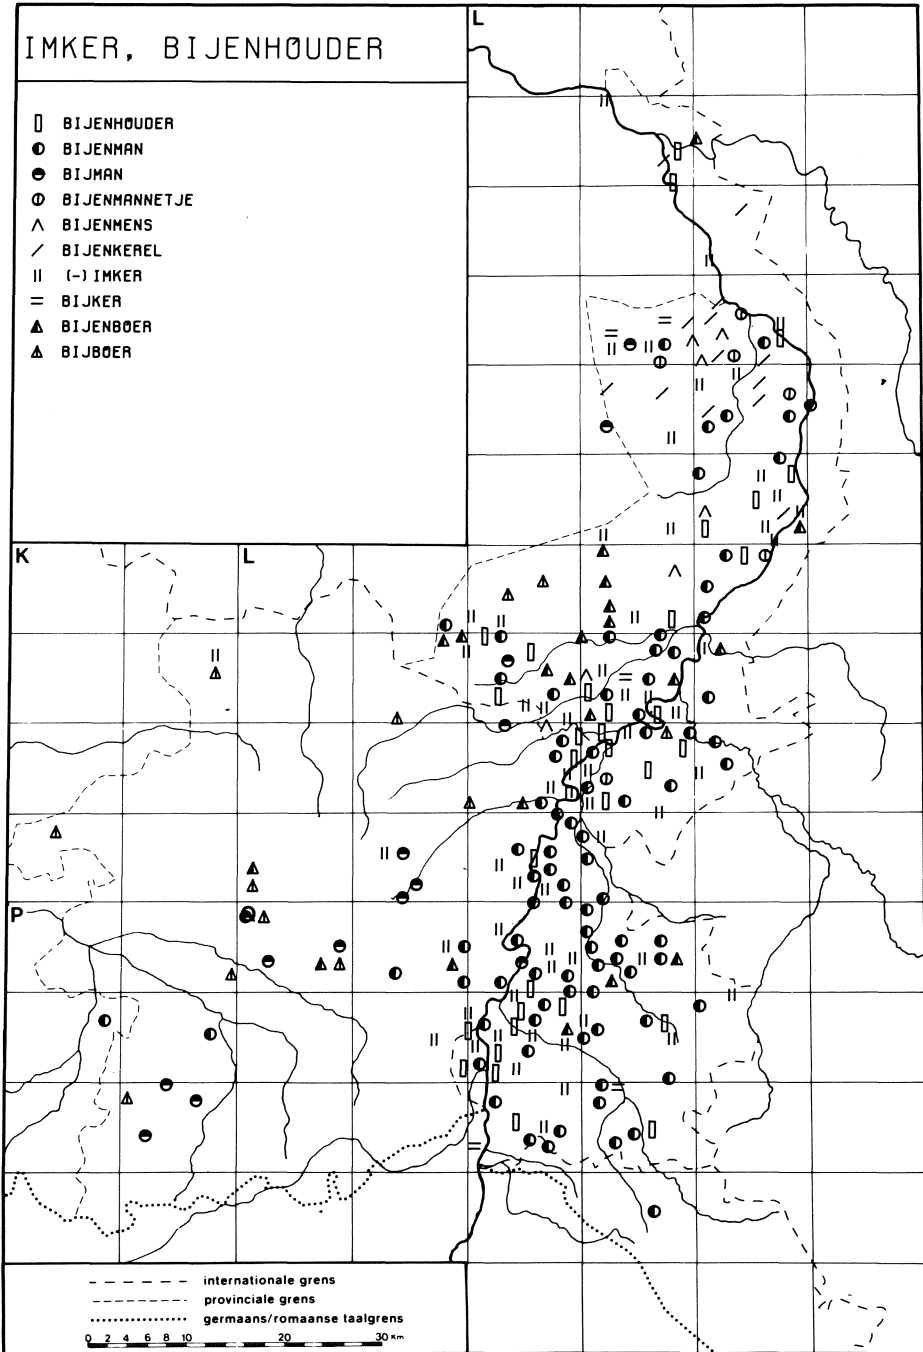 L
IMKER, BIJENHOUDER
BIJENHOUDER
BIJENMAN
BIJMAN
BIJENMANNETJE
BIJENMENS
BIJENKEREL
(-)IMKER
BIJKER
BIJENBOER
BIJBOER
K
L
P
internationale grens
provinciale grens
germaans/romaanse taalgrens
0 2 4 6 8 10 20 30 Km